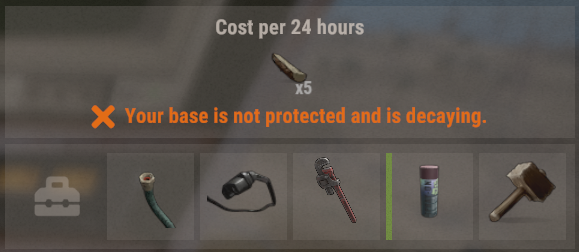 Cost per 24 hours
x5
Your base is not protected and is decaying.